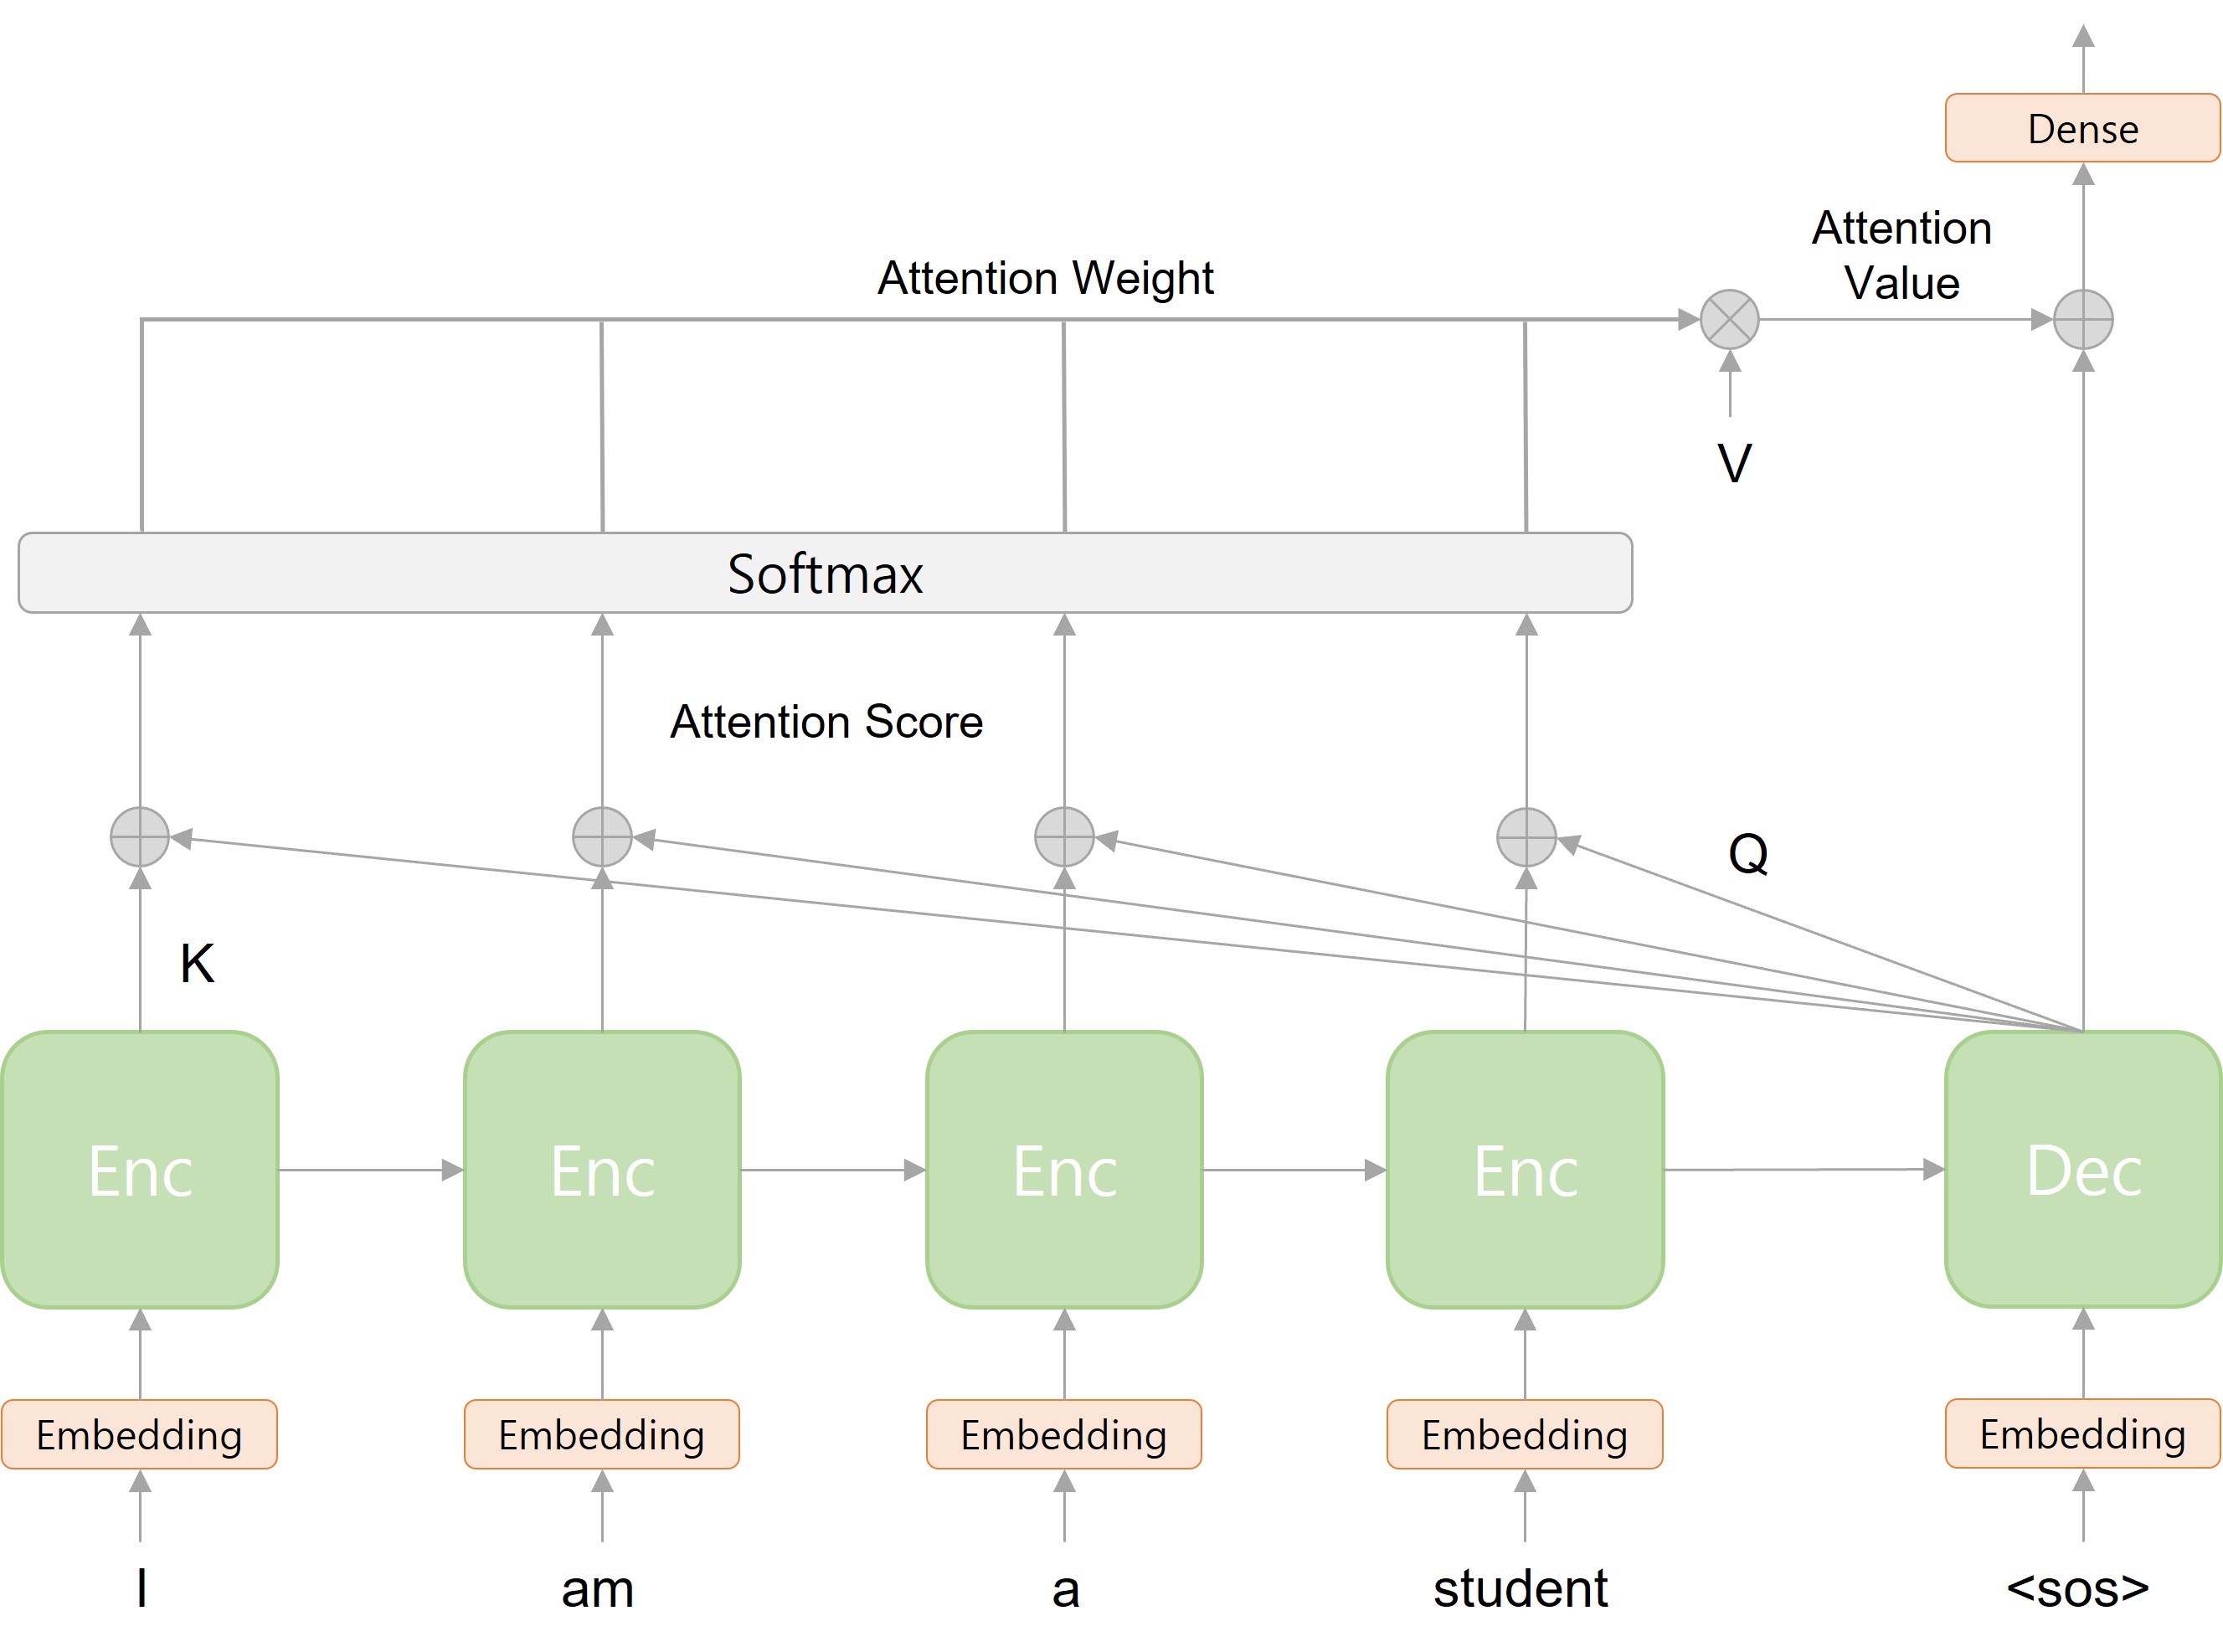 Dense
Attention
Value
Attention Weight
V
Softmax
Attention Score
Q
K
Enc
Enc
Enc
Enc
Dec
Embedding
Embedding
Embedding
Embedding
Embedding
I
am
a
student
<sos>